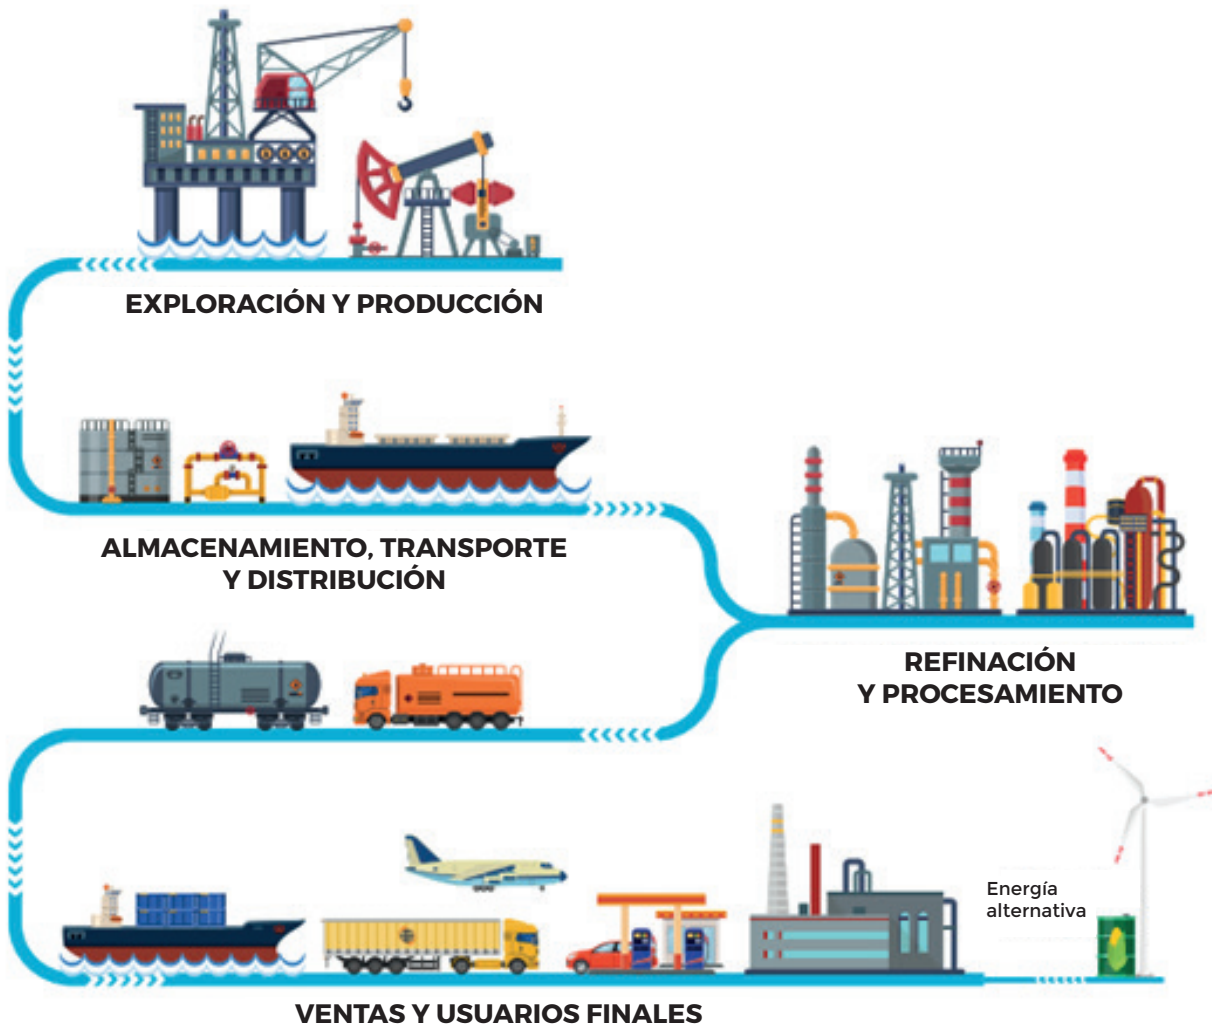 EXPLORACIÓN Y PRODUCCIÓN
ALMACENAMIENTO, TRANSPORTE
Y DISTRIBUCIÓN
REFINACIÓN
Y PROCESAMIENTO
Energía
alternativa
VENTAS Y USUARIOS FINALES